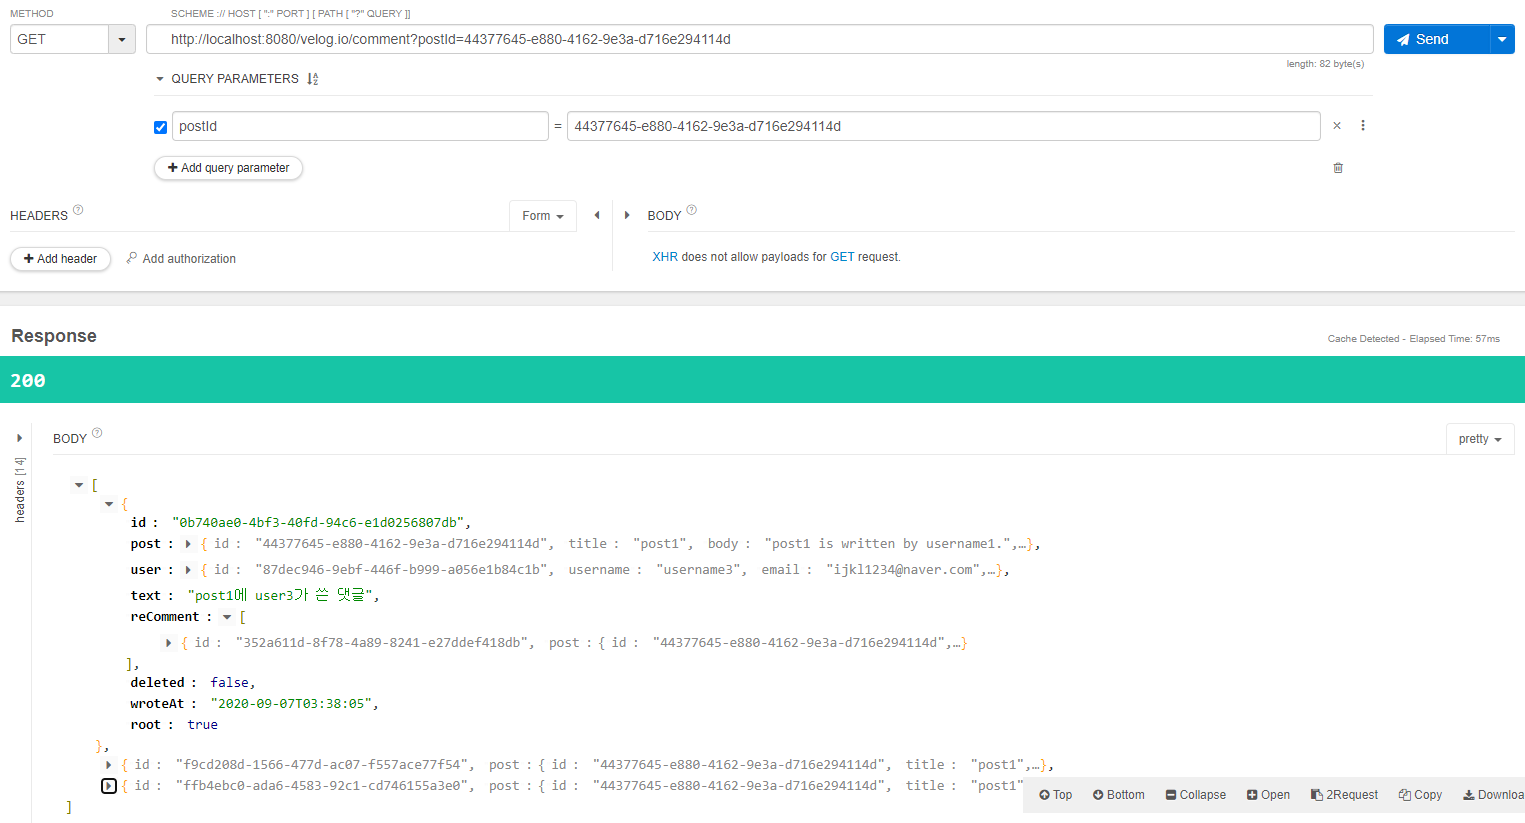 METHOD SCHEME :// HOST [ ":" PORT ] [ PATH [ "?" QUERY ]]
GET http://localhost:8080/velog.io/comment?postId=44377645-e880-4162-9e3a-d716e294114d Send
length: 82 byte(s)
QUERY PARAMETERS
postId = 44377645-e880-4162-9e3a-d716e294114d
Add query parameter
HEADERS ? Form BODY ?
Add header Add authorization XHR does not allow payloads for GET request.
Response
Cache Detected - Elapsed Time: 57ms
200
headers [14]
BODY ? pretty
[
{
id : "0b740ae0-4bf3-40fd-94c6-e1d0256807db",
post : { id : "44377645-e880-4162-9e3a-d716e294114d", title : "post1", body : "post1 is written by username1.",…},
user : { id : "87dec946-9ebf-446f-b999-a056e1b84c1b", username : "username3", email : "ijkl1234@naver.com",…},
text : "post1에 user3가 쓴 댓글",
reComment : [
{ id : "352a611d-8f78-4a89-8241-e27ddef418db", post : { id : "44377645-e880-4162-9e3a-d716e294114d",…}
],
deleted : false,
wroteAt : "2020-09-07T03:38:05",
root : true
},
{ id : "f9cd208d-1566-477d-ac07-f557ace77f54", post : { id : "44377645-e880-4162-9e3a-d716e294114d", title : "post1",…},
{ id : "ffb4ebc0-ada6-4583-92c1-cd746155a3e0", post : { id : "44377645-e880-4162-9e3a-d716e294114d", title : "post1"
]
Top Bottom Collapse Open 2Request Copy Downloa